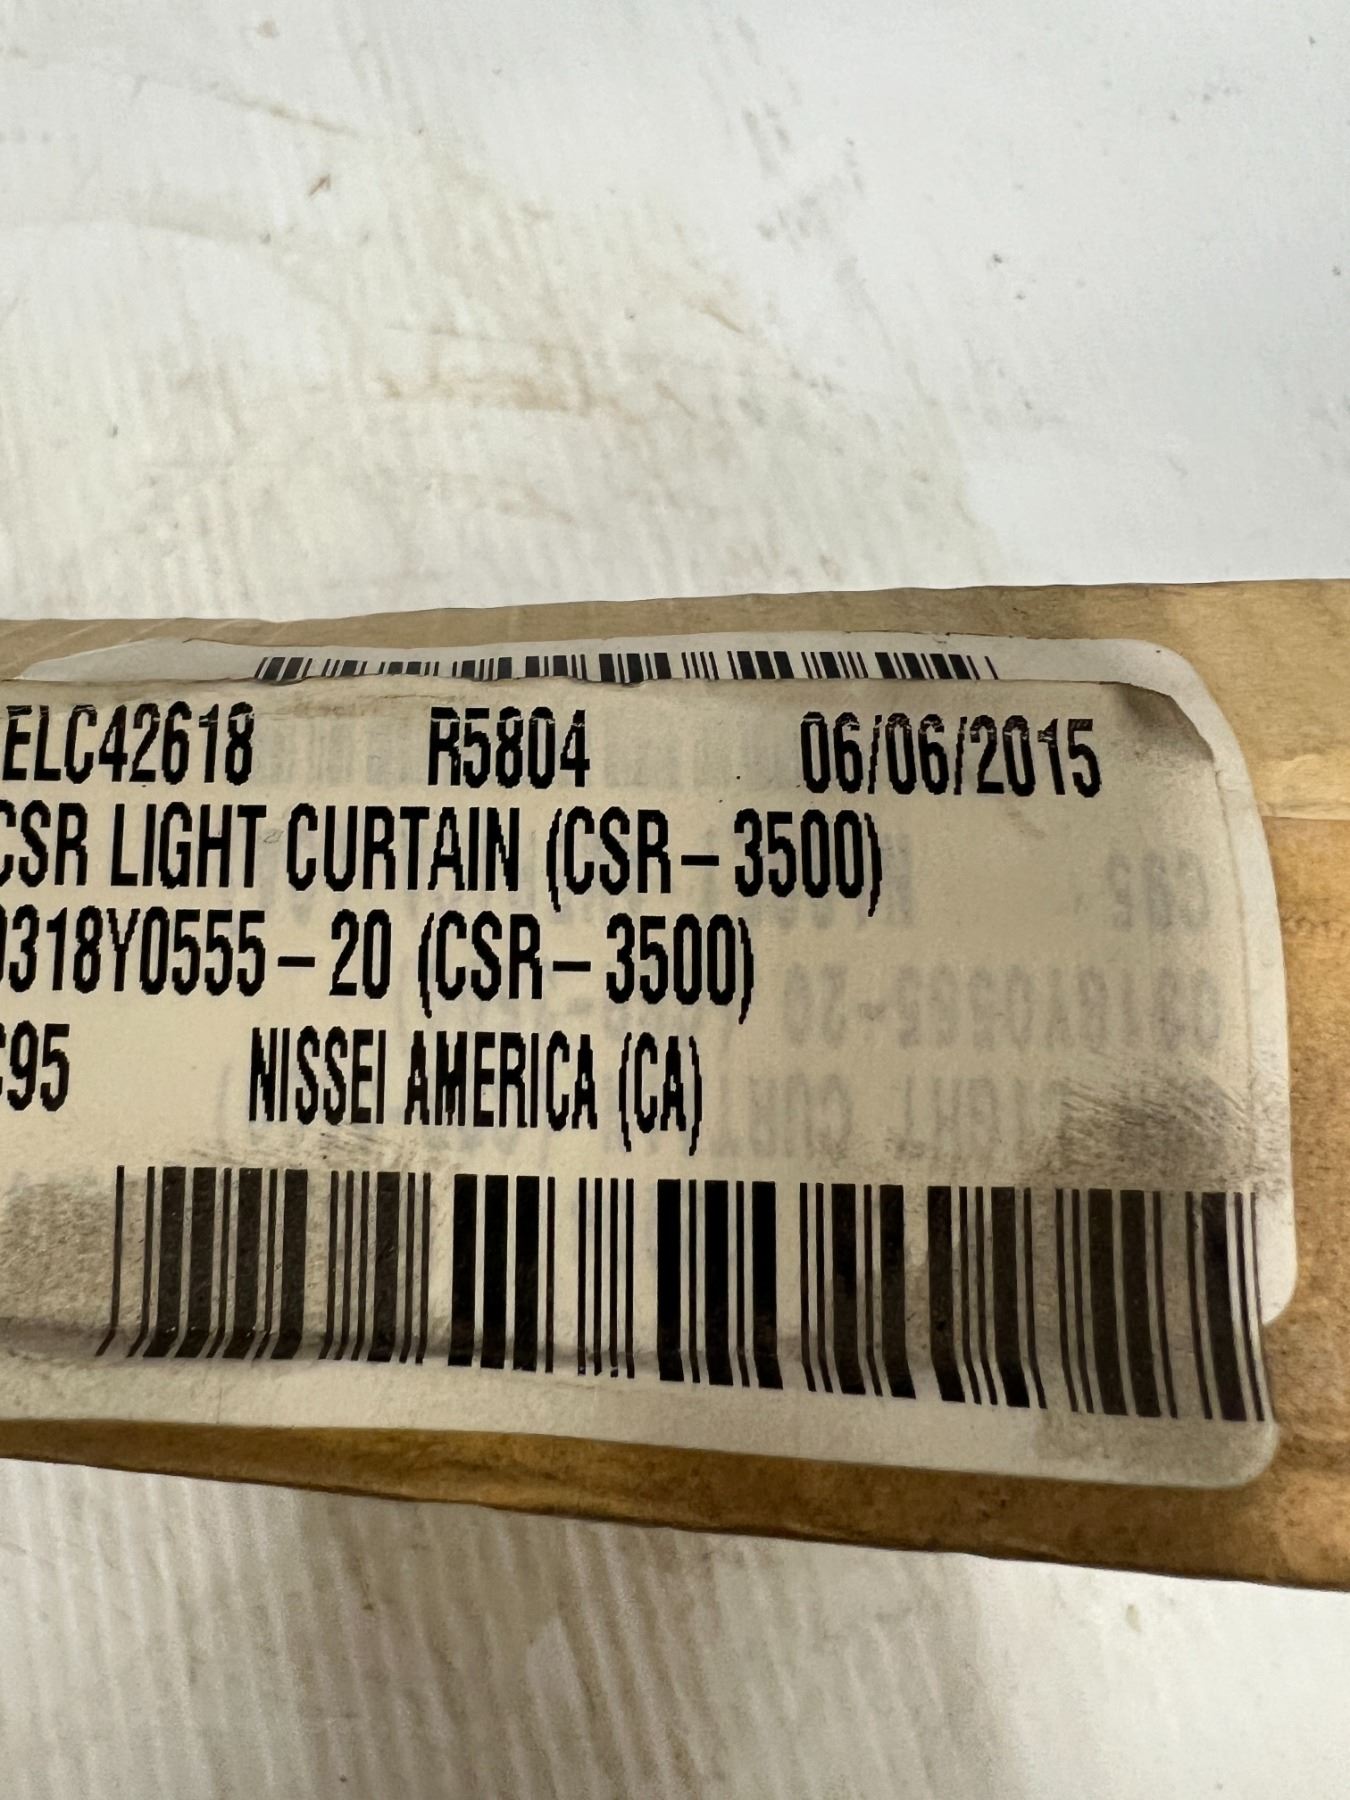 ELC42618 R5804 06/06/2015
CSR LIGHT CURTAIN (CSR-3500)
0318Y0555-20 (CSR-3500)
C95 NISSEI AMERICA (CA)